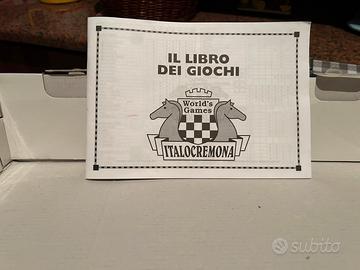 IL LIBRO
DEI GIOCHI
World's
Games
ITALOCREMONA
subito